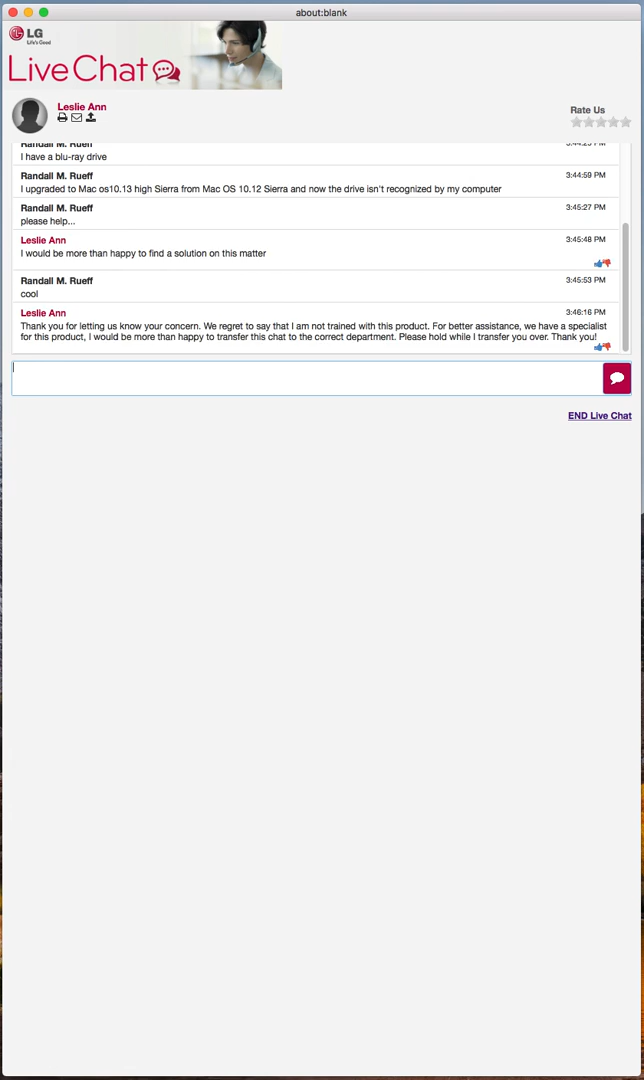 about:blank
LG
Life's Good
LiveChat
Leslie Ann
Rate Us
Randall M. Rueff 3:44:25 PM
I have a blu-ray drive
Randall M. Rueff 3:44:59 PM
I upgraded to Mac os10.13 high Sierra from Mac OS 10.12 Sierra and now the drive isn't recognized by my computer
Randall M. Rueff 3:45:27 PM
please help...
Leslie Ann 3:45:48 PM
I would be more than happy to find a solution on this matter
Randall M. Rueff 3:45:53 PM
cool
Leslie Ann 3:46:16 PM
Thank you for letting us know your concern. We regret to say that I am not trained with this product. For better assistance, we have a specialist
for this product, I would be more than happy to transfer this chat to the correct department. Please hold while I transfer you over. Thank you!
END Live Chat